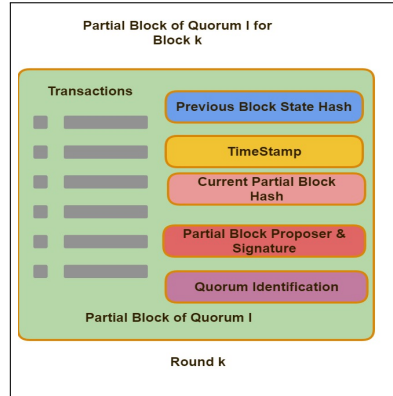 Partial Block of Quorum I for
Block k
Transactions
Previous Block State Hash
TimeStamp
Current Partial Block
Hash
Partial Block Proposer &
Signature
Quorum Identification
Partial Block of Quorum I
Round k